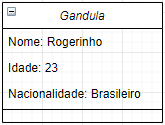 Gandula
Nome: Rogerinho
Idade: 23
Nacionalidade: Brasileiro